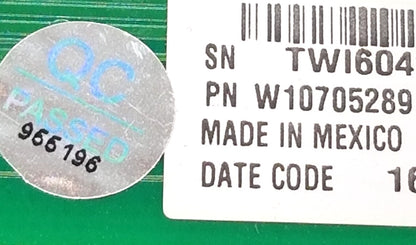 QC
PASSED
966196
SN TWI604
PN W10705289
MADE IN MEXICO
DATE CODE 16